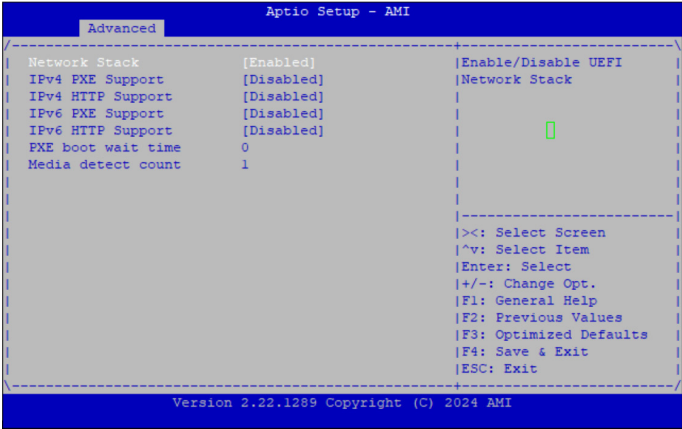 Aptio Setup - AMI
Advanced
/----------------------------------------------------+-------------------------\
| Network Stack [Enabled] |Enable/Disable UEFI |
| IPv4 PXE Support [Disabled] |Network Stack |
| IPv4 HTTP Support [Disabled] | |
| IPv6 PXE Support [Disabled] | |
| IPv6 HTTP Support [Disabled] | |
| PXE boot wait time 0 | |
| Media detect count 1 | |
| | |
| | |
| |-------------------------|
| |><: Select Screen |
| |^v: Select Item |
| |Enter: Select |
| |+/-: Change Opt. |
| |F1: General Help |
| |F2: Previous Values |
| |F3: Optimized Defaults |
| |F4: Save & Exit |
| |ESC: Exit |
\----------------------------------------------------+-------------------------/
Version 2.22.1289 Copyright (C) 2024 AMI